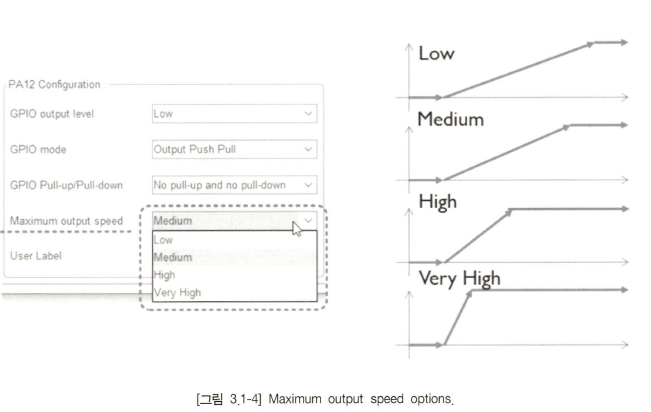 PA12 Configuration
GPIO output level
Low
GPIO mode
Output Push Pull
GPIO Pull-up/Pull-down
No pull-up and no pull-down
Maximum output speed
Medium
Low
Medium
High
Very High
User Label
Low
Medium
High
Very High
[그림 3.1-4] Maximum output speed options.